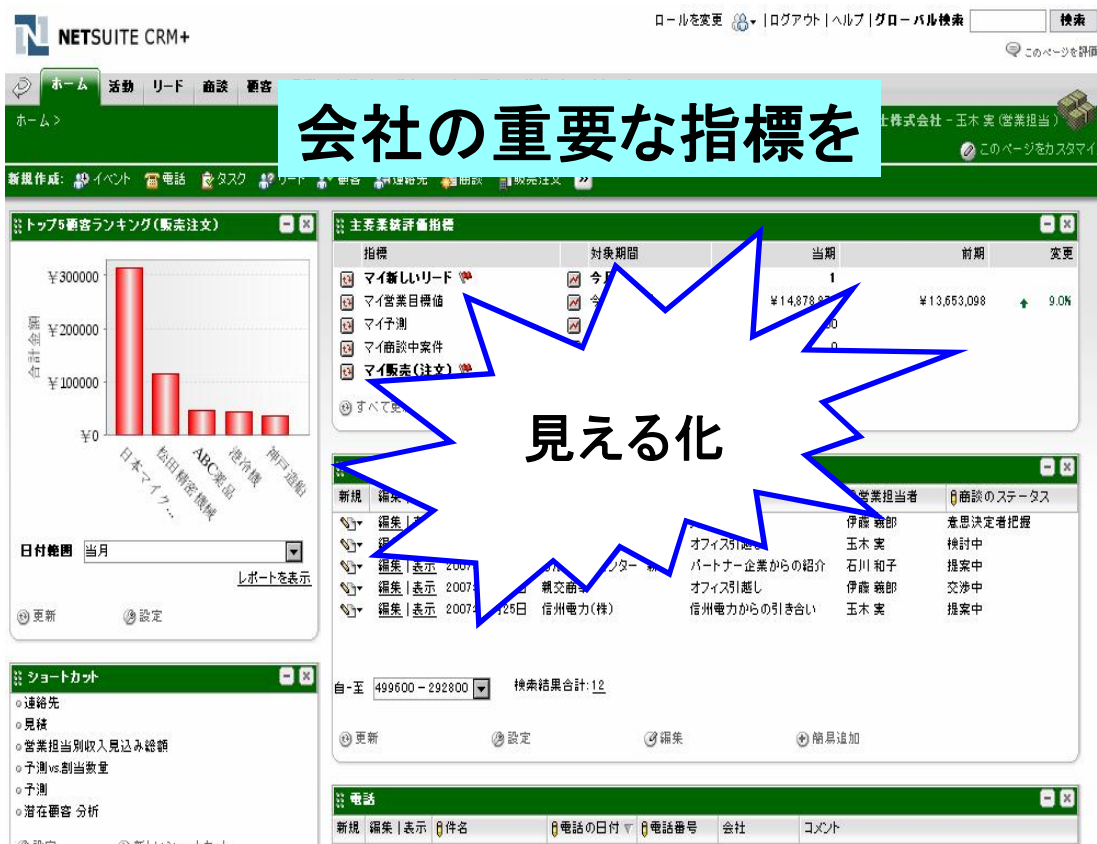 ロールを変更 | ログアウト | ヘルプ | グローバル検索 検索
NETSUITE CRM+
このページを評価
ホーム 活動 リード 商談 顧客
会社の重要な指標を
ホーム >
士株式会社 - 玉木 実 (営業担当)
このページをカスタマイ
新規作成: イベント 電話 タスク リード 顧客 連絡先 商談 販売注文 »
トップ5顧客ランキング(販売注文)
¥300000
¥200000
¥100000
¥0
合計金額
日本マイク...
松田精密機械
ABC薬品
港冷機
神戸造船
日付範囲 当月
レポートを表示
更新 設定
主要業績評価指標
指標 対象期間 当期 前期 変更
マイ新しいリード 1
マイ営業目標値 ¥13,653,098 9.0%
マイ予測
マイ商談中案件
マイ販売(注文)
見える化
新規 営業担当者 商談のステータス
伊藤 義郎 意思決定者把握
玉木 実 検討中
編集 | 表示 パートナー企業からの紹介 石川 和子 提案中
編集 | 表示 オフィス引越し 伊藤 義郎 交渉中
編集 | 表示 25日 信州電力(株) 信州電力からの引き合い 玉木 実 提案中
自-至 499600 - 292800 検索結果合計: 12
更新 設定 編集 簡易追加
ショートカット
連絡先
見積
営業担当別収入見込み総額
予測vs.割当数量
予測
潜在顧客 分析
電話
新規 編集 | 表示 件名 電話の日付 電話番号 会社 コメント